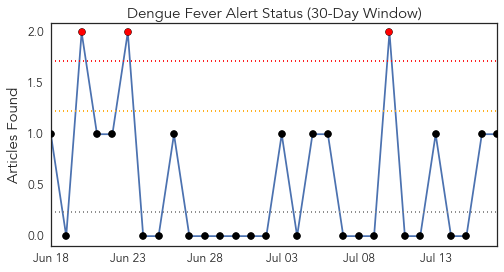 Dengue Fever Alert Status (30-Day Window)
Articles Found
2.0
1.5
1.0
0.5
0.0
Jun 18 Jun 23 Jun 28 Jul 03 Jul 08 Jul 13